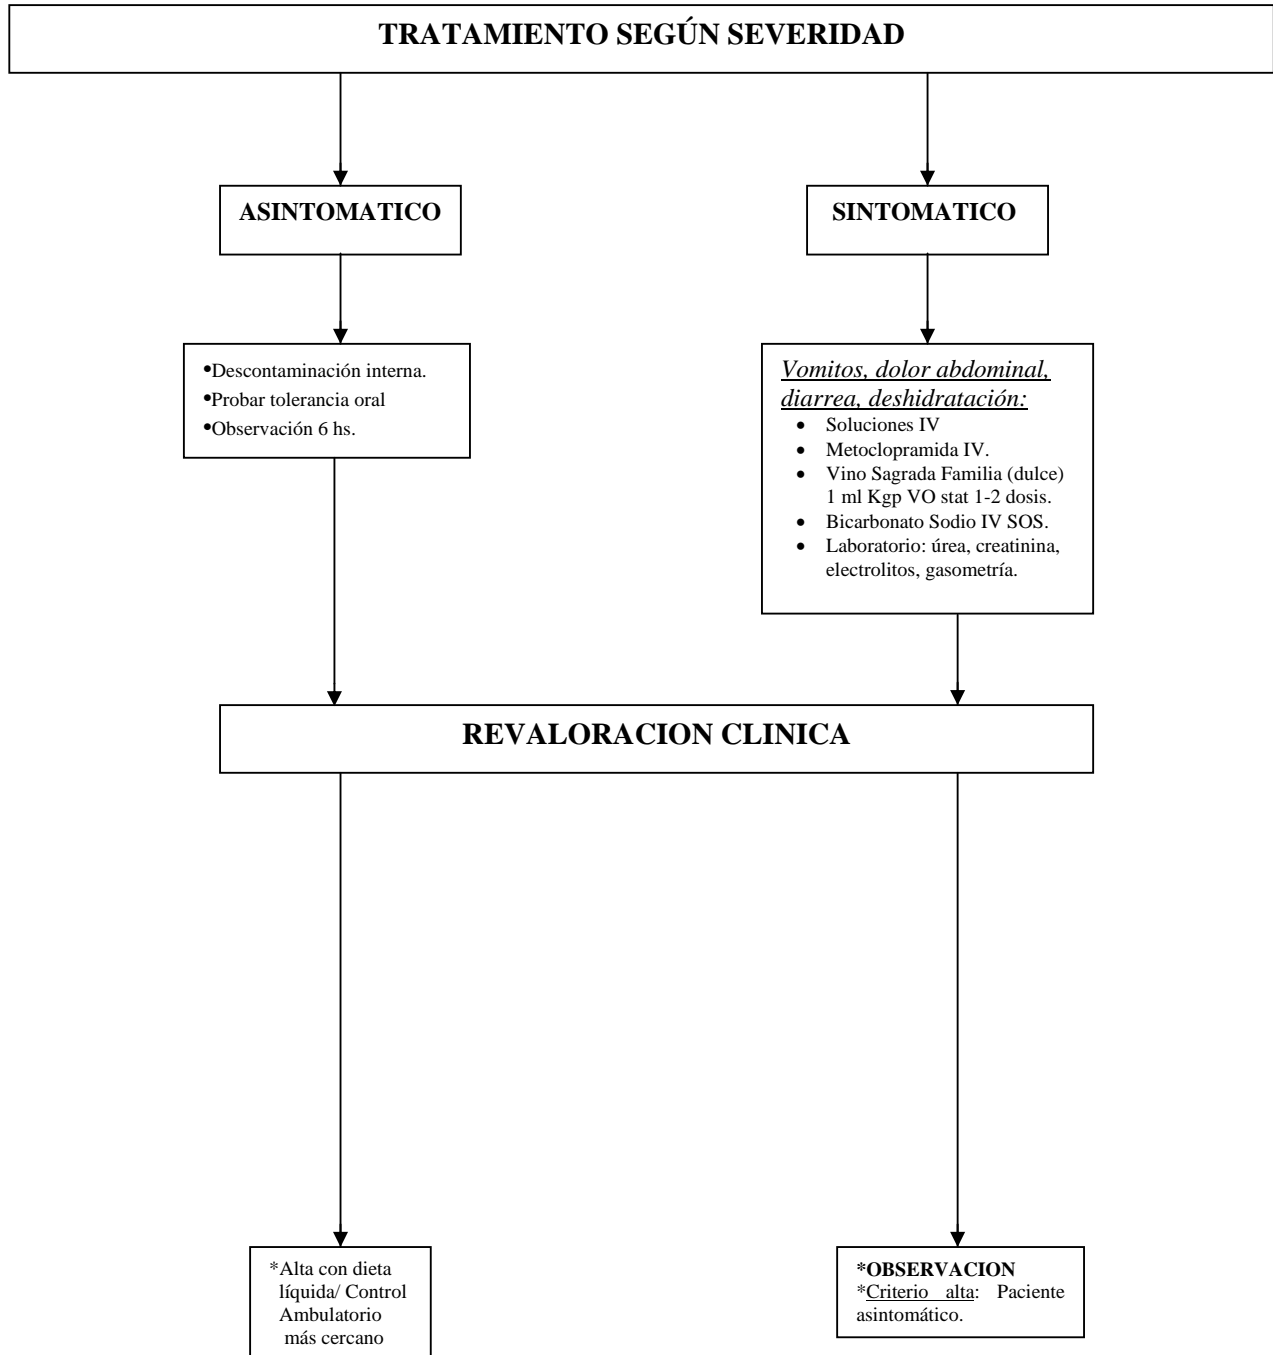 TRATAMIENTO SEGÚN SEVERIDAD
ASINTOMATICO
SINTOMATICO
•Descontaminación interna.
•Probar tolerancia oral
•Observación 6 hs.
Vomitos, dolor abdominal,
diarrea, deshidratación:
• Soluciones IV
• Metoclopramida IV.
• Vino Sagrada Familia (dulce)
1 ml Kgp VO stat 1-2 dosis.
• Bicarbonato Sodio IV SOS.
• Laboratorio: úrea, creatinina,
electrolitos, gasometría.
REVALORACION CLINICA
*Alta con dieta
líquida/ Control
Ambulatorio
más cercano
*OBSERVACION
*Criterio alta: Paciente
asintomático.